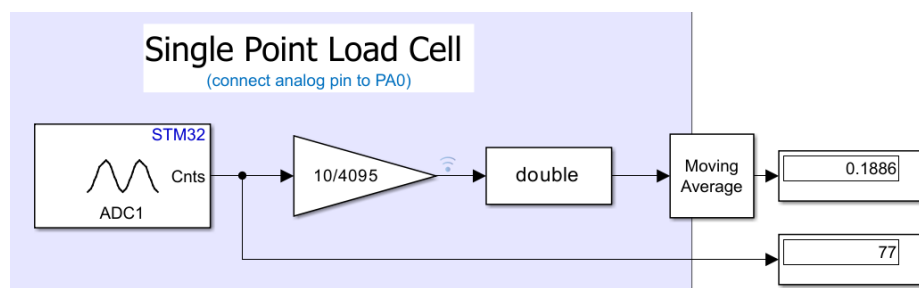 Single Point Load Cell
(connect analog pin to PA0)
STM32
Cnts
ADC1
10/4095
double
Moving
Average
0.1886
77